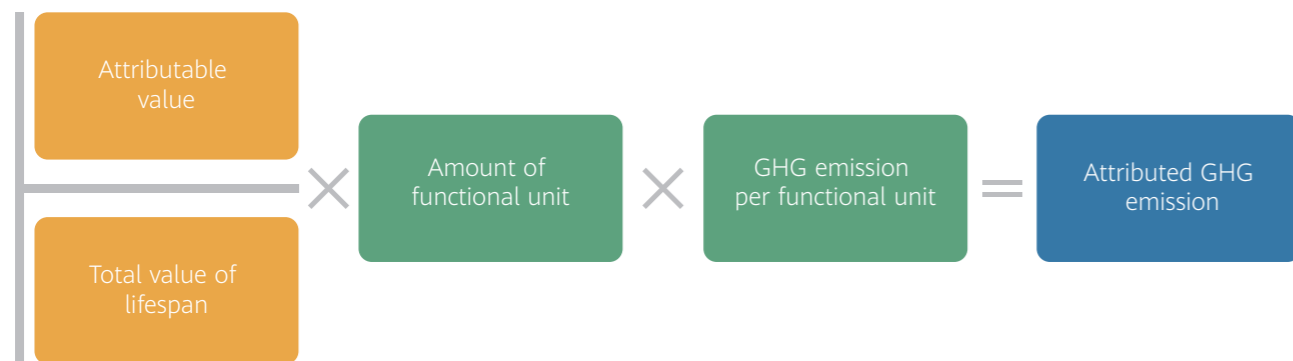 Attributable
value
Total value of
lifespan
×
Amount of
functional unit
×
GHG emission
per functional unit
=
Attributed GHG
emission